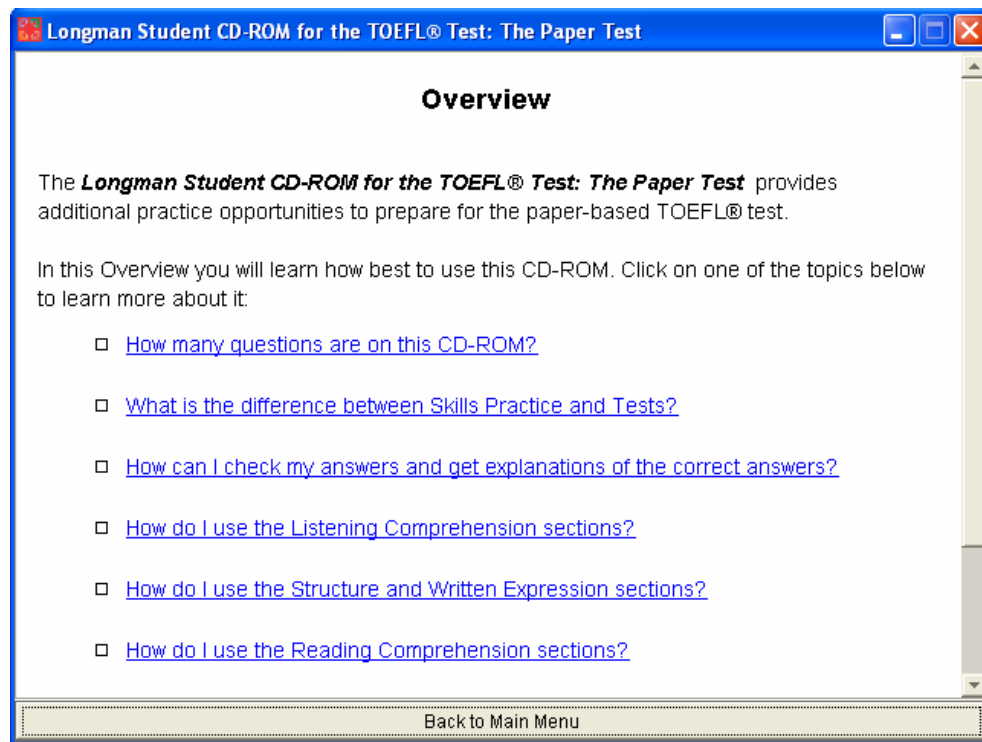 Longman Student CD-ROM for the TOEFL® Test: The Paper Test
Overview
The Longman Student CD-ROM for the TOEFL® Test: The Paper Test provides
additional practice opportunities to prepare for the paper-based TOEFL® test.
In this Overview you will learn how best to use this CD-ROM. Click on one of the topics below
to learn more about it:
How many questions are on this CD-ROM?
What is the difference between Skills Practice and Tests?
How can I check my answers and get explanations of the correct answers?
How do I use the Listening Comprehension sections?
How do I use the Structure and Written Expression sections?
How do I use the Reading Comprehension sections?
Back to Main Menu